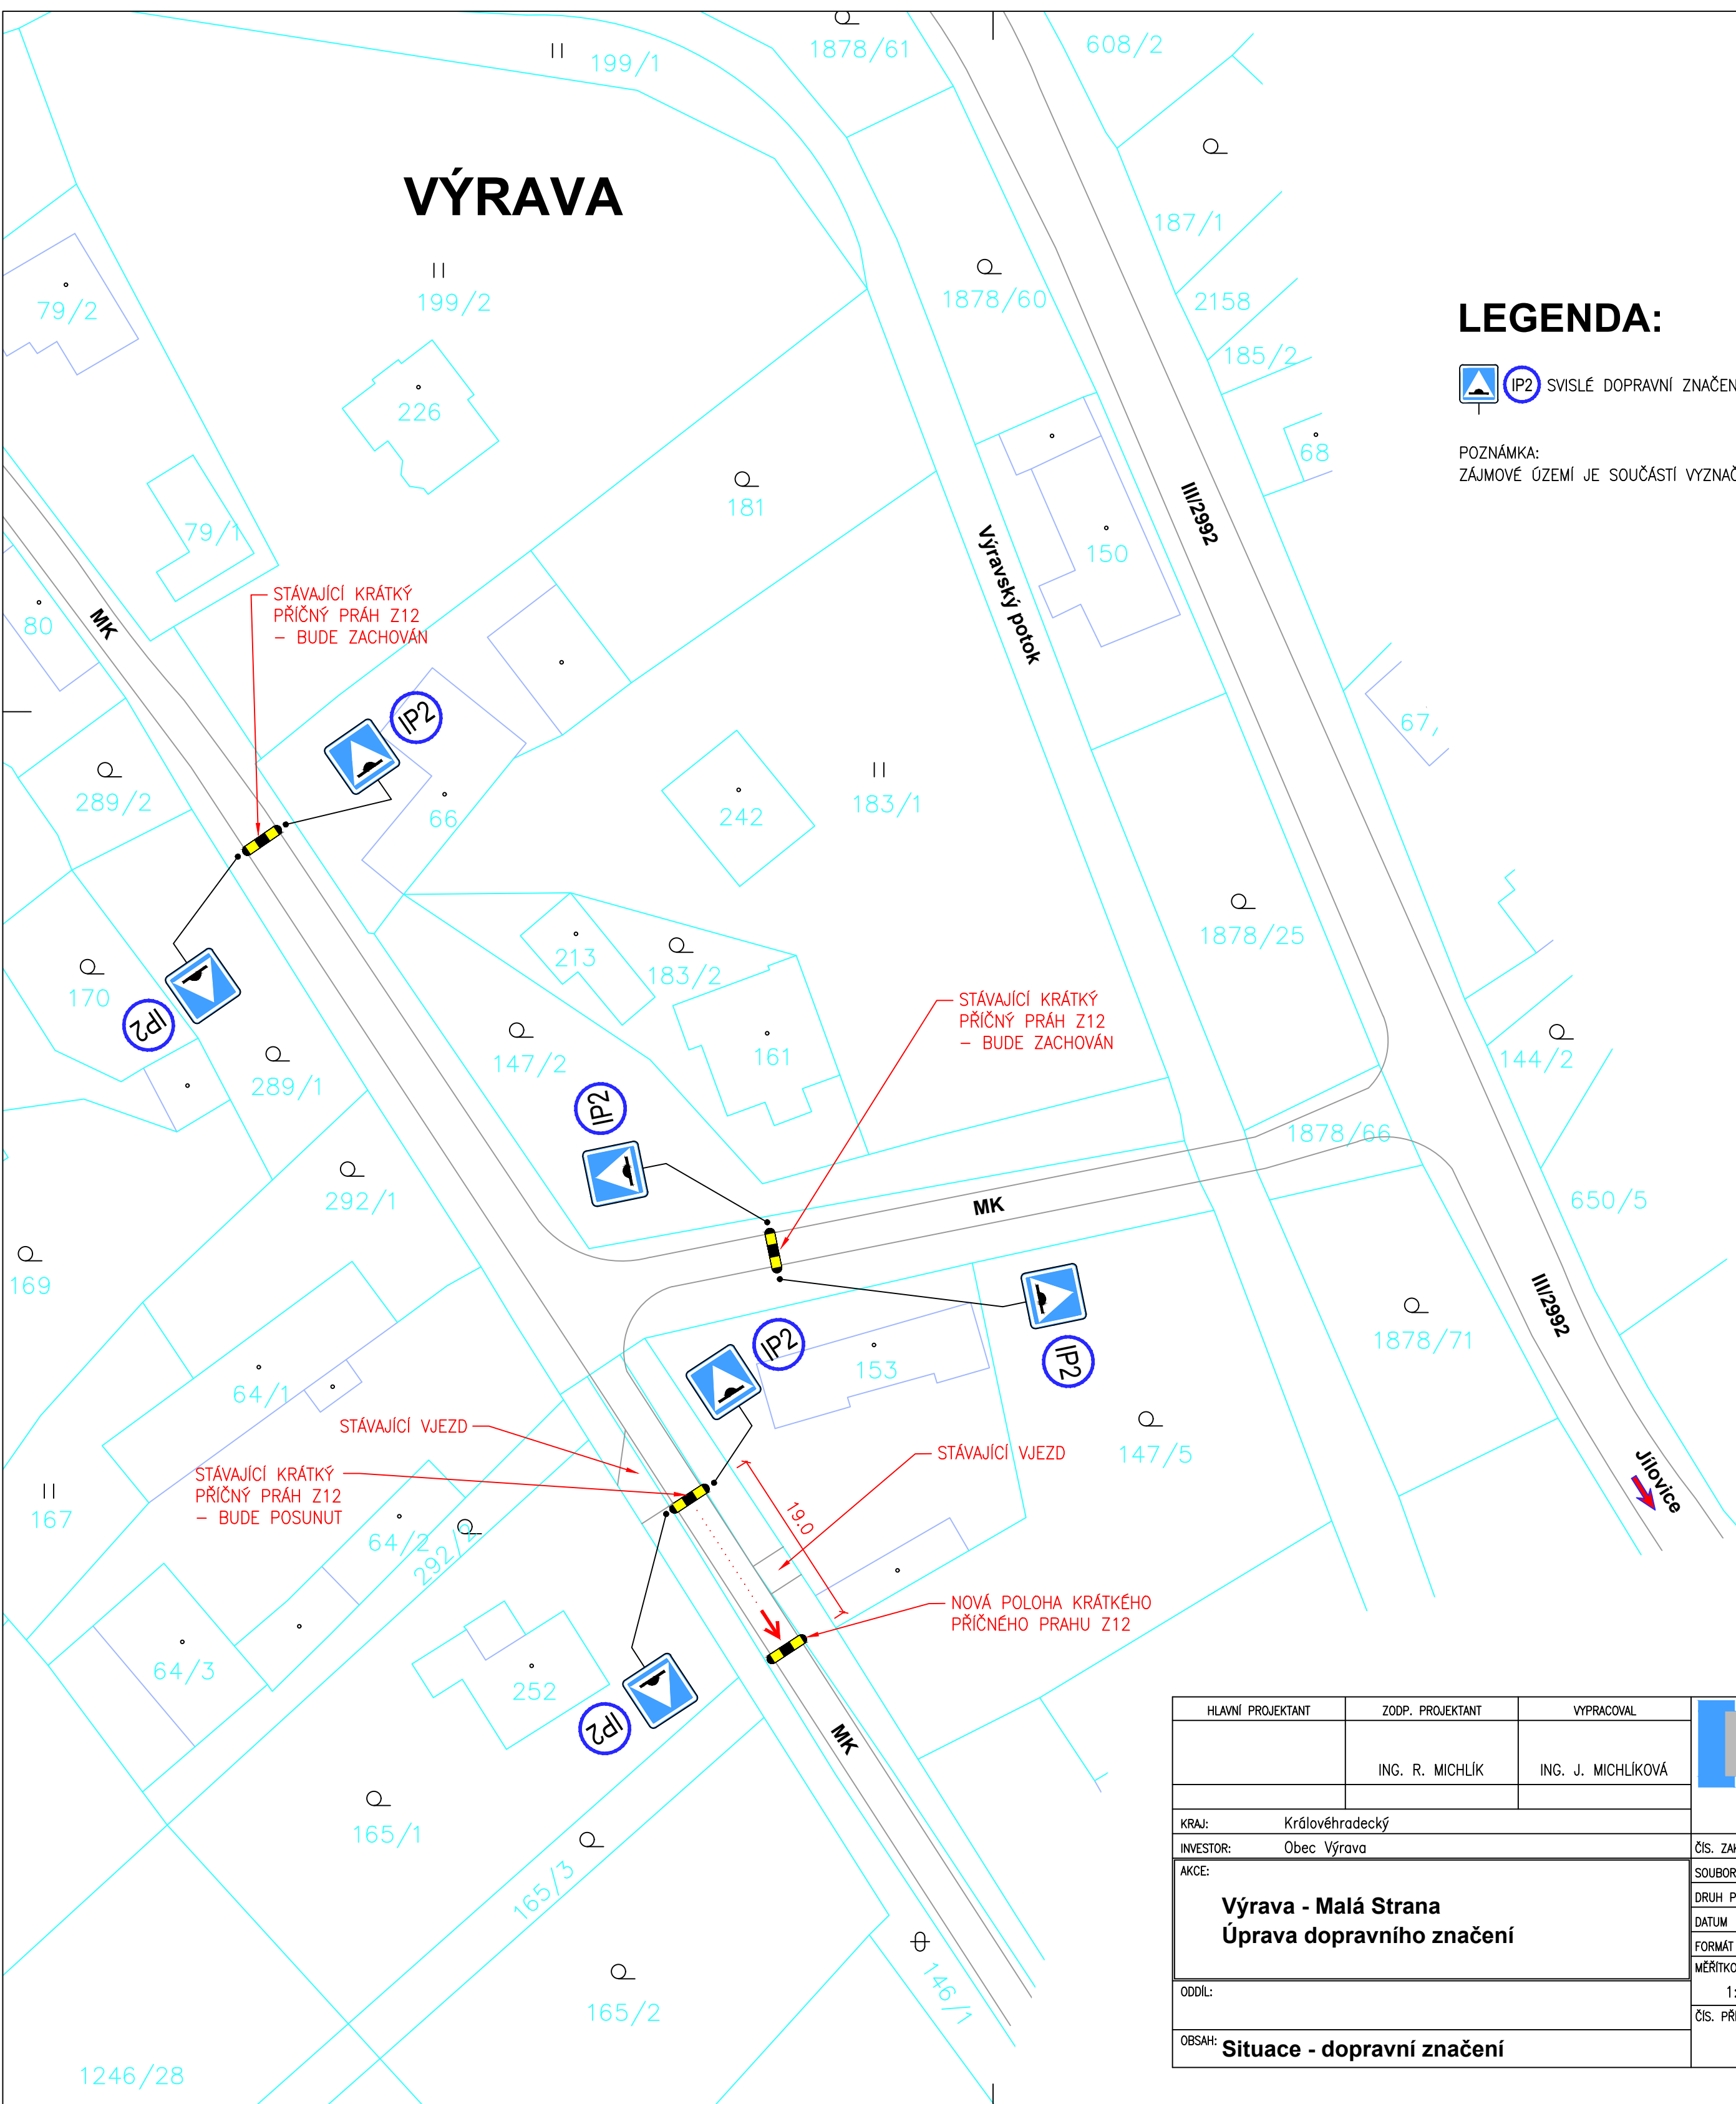 199/1
1878/61
608/2
VÝRAVA
187/1
199/2
1878/60
2158
79/2
185/2
LEGENDA:
IP2
SVISLÉ DOPRAVNÍ
POZNÁMKA:
ZÁJMOVÉ ÚZEMÍ JE SOUČÁSTÍ
226
68
181
79/1
III/2992
150
Výravský potok
STÁVAJÍCÍ KRÁTKÝ
PŘÍČNÝ PRÁH Z12
– BUDE ZACHOVÁN
80
MK
IP2
67,
289/2
66
242
183/1
213
183/2
1878/25
170
IP2
STÁVAJÍCÍ KRÁTKÝ
PŘÍČNÝ PRÁH Z12
– BUDE ZACHOVÁN
147/2
161
144/2
289/1
IP2
1878/66
292/1
MK
650/5
169
IP2
153
IP2
III/2992
1878/71
64/1
STÁVAJÍCÍ VJEZD
STÁVAJÍCÍ VJEZD
147/5
STÁVAJÍCÍ KRÁTKÝ
PŘÍČNÝ PRÁH Z12
– BUDE POSUNUT
Jílovice
167
19.0
64/2
292/2
NOVÁ POLOHA KRÁTKÉHO
PŘÍČNÉHO PRAHU Z12
64/3
252
IP2
MK
165/1
165/3
146/1
165/2
1246/28
HLAVNÍ PROJEKTANT
ZODP. PROJEKTANT
VYPRACOVAL
ING. R. MICHLÍK
ING. J. MICHLÍKOVÁ
KRAJ: Královéhradecký
INVESTOR: Obec Výrava
ČÍS.
AKCE:
SOUBOR
Výrava - Malá Strana
DRUH
Úprava dopravního značení
DATUM
FORMÁT
MĚŘÍTKO
1:
ODDÍL:
ČÍS.
OBSAH: Situace - dopravní značení